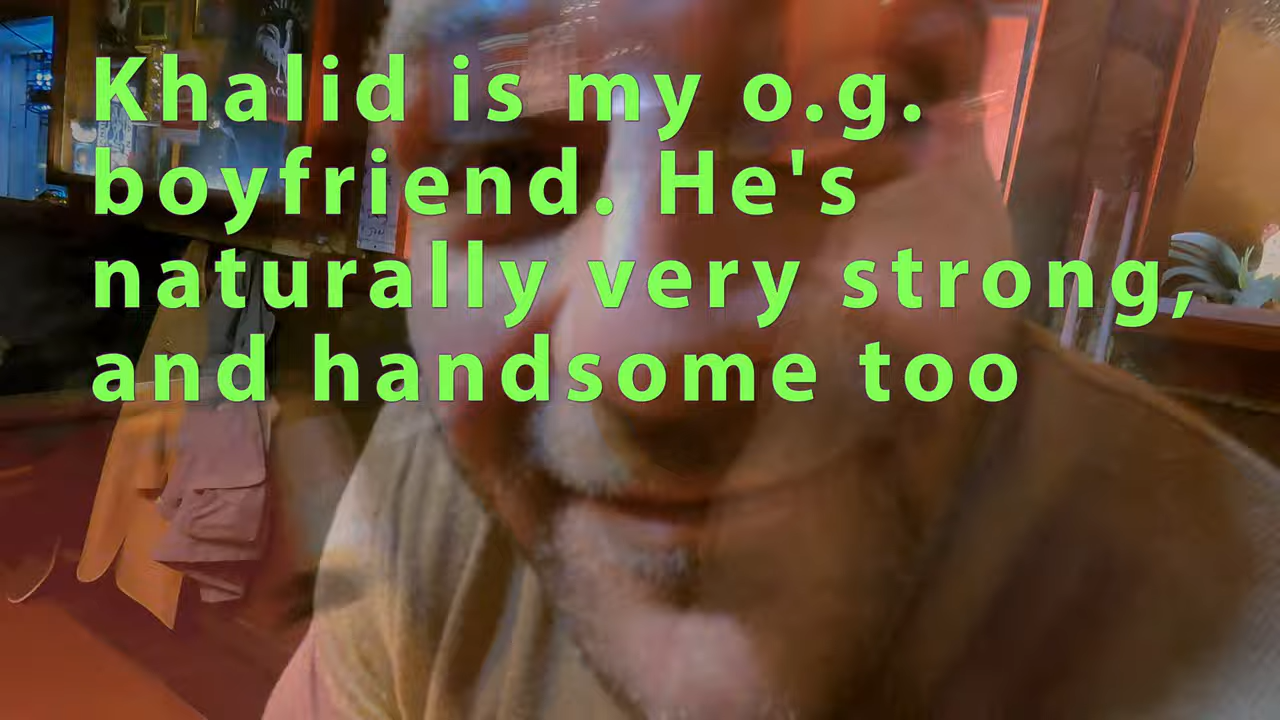 Khalid is my o.g.
boyfriend. He's
naturally very strong,
and handsome too